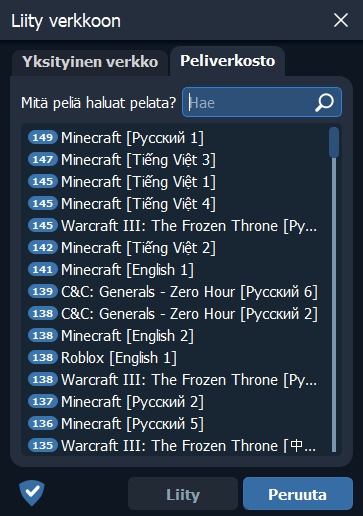 Liity verkkoon
Yksityinen verkko
Peliverkosto
Mitä peliä haluat pelata? Hae
149 Minecraft [Русский 1]
147 Minecraft [Tiếng Việt 3]
145 Minecraft [Tiếng Việt 1]
145 Minecraft [Tiếng Việt 4]
145 Warcraft III: The Frozen Throne [Ру...
142 Minecraft [Tiếng Việt 2]
141 Minecraft [English 1]
139 C&C: Generals - Zero Hour [Русский 6]
138 C&C: Generals - Zero Hour [Русский 2]
138 Minecraft [English 2]
138 Roblox [English 1]
138 Warcraft III: The Frozen Throne [Ру...
137 Minecraft [Русский 2]
136 Minecraft [Русский 5]
135 Warcraft III: The Frozen Throne [中...
Liity
Peruuta